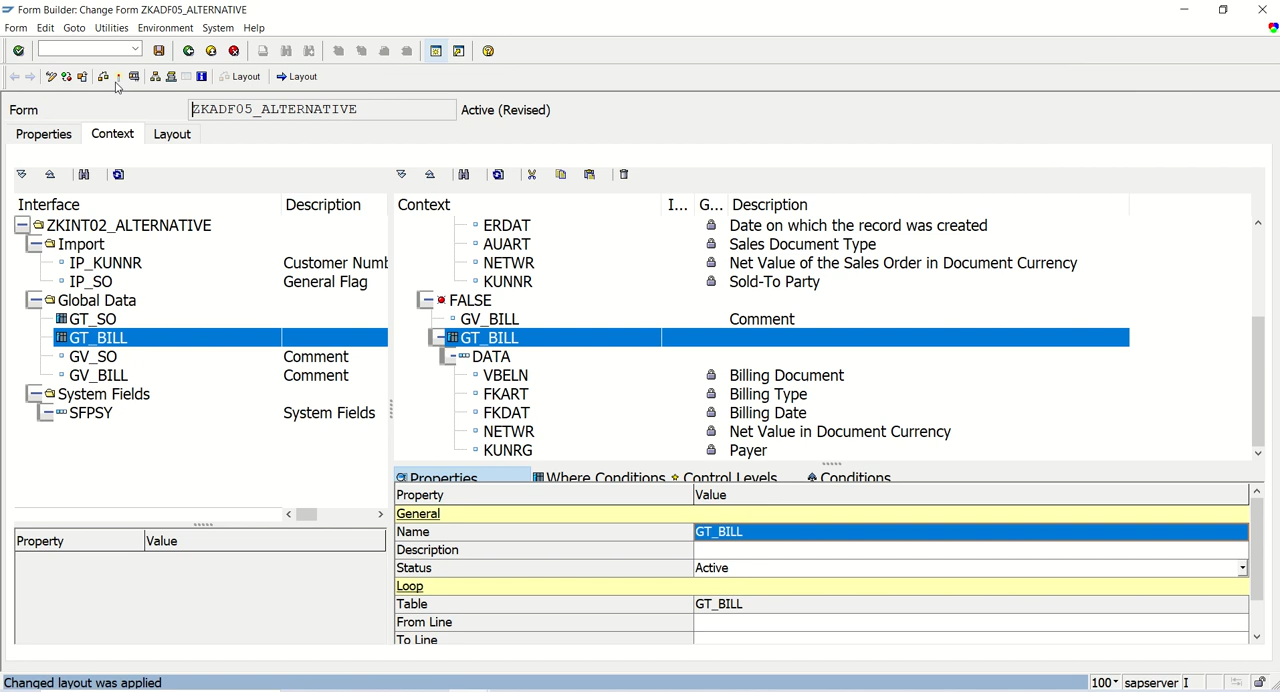 Form Builder: Change Form ZKADF05_ALTERNATIVE
Form Edit Goto Utilities Environment System Help
Layout Layout
Form ZKADF05_ALTERNATIVE Active (Revised)
Properties Context Layout
Interface Description
ZKINT02_ALTERNATIVE
Import
IP_KUNNR Customer Numb
IP_SO General Flag
Global Data
GT_SO
GT_BILL
GV_SO Comment
GV_BILL Comment
System Fields
SFPSY System Fields
Property Value
Context I... G... Description
ERDAT Date on which the record was created
AUART Sales Document Type
NETWR Net Value of the Sales Order in Document Currency
KUNNR Sold-To Party
FALSE
GV_BILL Comment
GT_BILL
DATA
VBELN Billing Document
FKART Billing Type
FKDAT Billing Date
NETWR Net Value in Document Currency
KUNRG Payer
Properties Where Conditions Control Levels Conditions
Property Value
General
Name GT_BILL
Description
Status Active
Loop
Table GT_BILL
From Line
To Line
Changed layout was applied
100 sapserver I